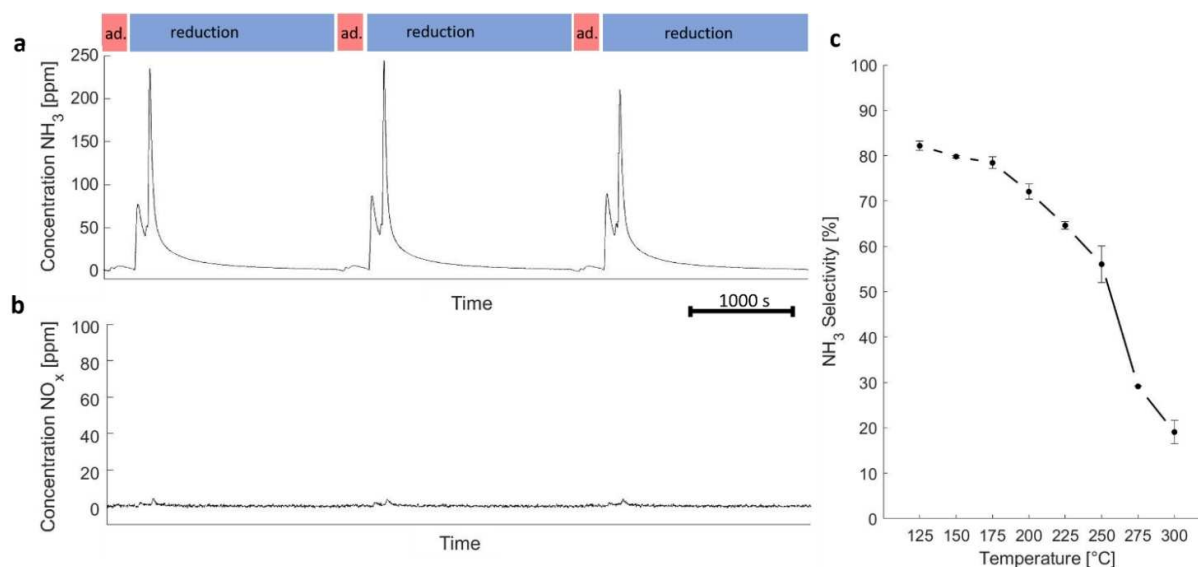 ad.
reduction
ad.
reduction
ad.
reduction
a
Concentration NH3 [ppm]
250
200
150
100
50
0
Time
1000 s
b
Concentration NOx [ppm]
100
80
60
40
20
0
Time
c
NH3 Selectivity [%]
100
90
80
70
60
50
40
30
20
10
0
125 150 175 200 225 250 275 300
Temperature [°C]